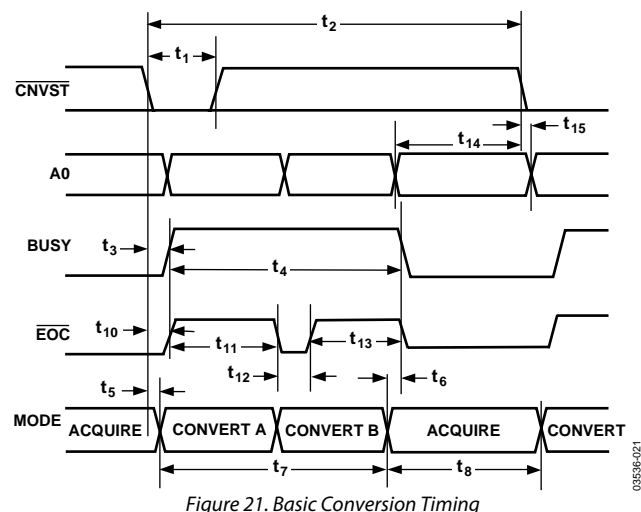 t2
t1
CNVST
t14
t15
A0
BUSY
t3
t4
EOC
t10
t11
t13
t12
t5
t6
MODE
ACQUIRE CONVERT A CONVERT B ACQUIRE CONVERT
t7
t8
03536-021
Figure 21. Basic Conversion Timing